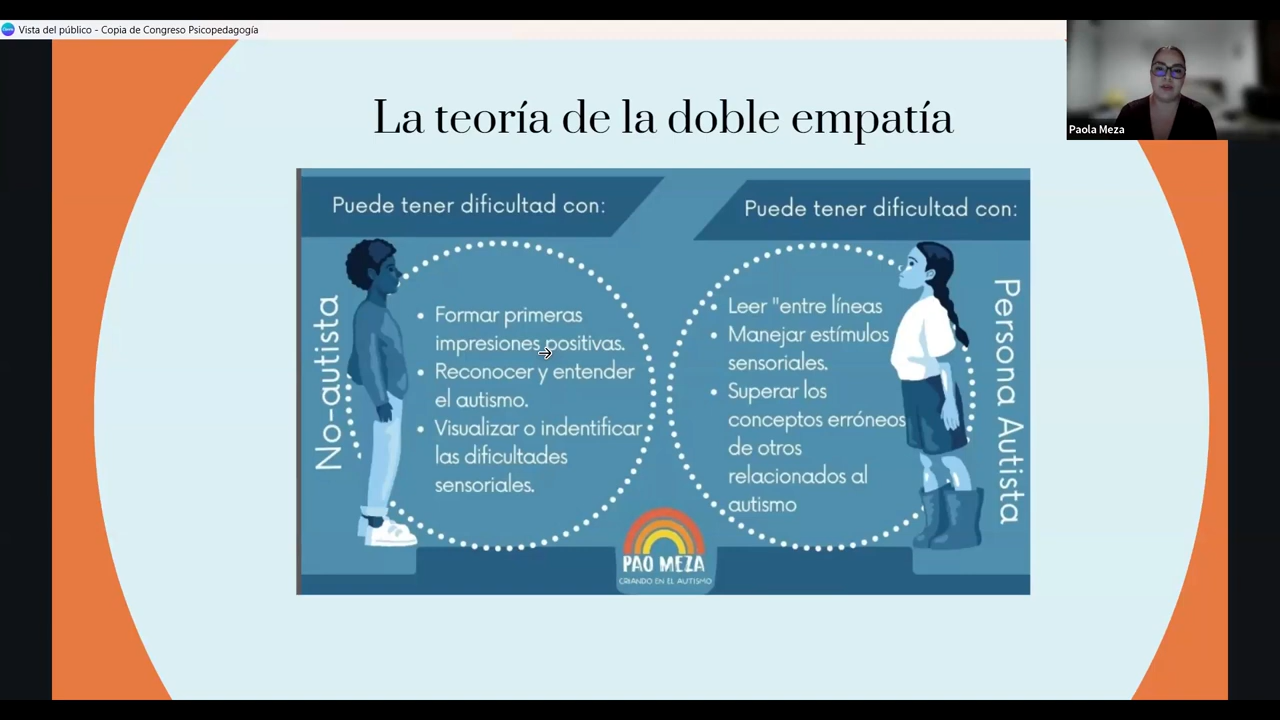 Vista del público - Copia de Congreso Psicopedagogía
Paola Meza
La teoría de la doble empatía
Puede tener dificultad con:
No-autista
• Formar primeras
impresiones positivas.
• Reconocer y entender
el autismo.
• Visualizar o indentificar
las dificultades
sensoriales.
Puede tener dificultad con:
Persona Autista
• Leer "entre líneas
• Manejar estímulos
sensoriales.
• Superar los
conceptos erróneos
de otros
relacionados al
autismo
PAO MEZA
CRIANDO EN EL AUTISMO